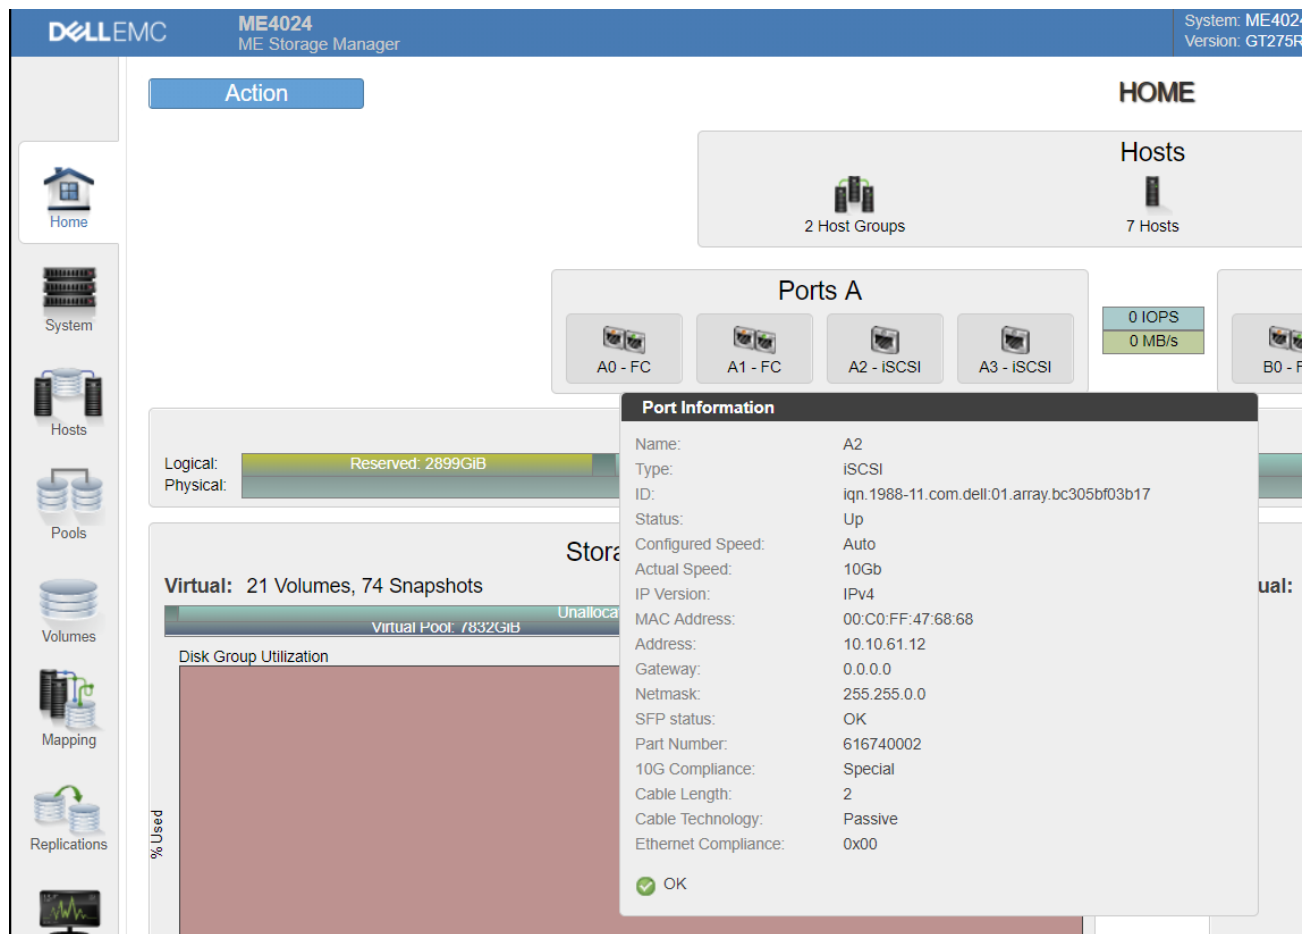 DELLEMC
ME4024
ME Storage Manager
System: ME4024
Version: GT275R
Action
HOME
Hosts
2 Host Groups
7 Hosts
Home
System
Hosts
Pools
Volumes
Mapping
Replications
Ports A
A0 - FC
A1 - FC
A2 - iSCSI
A3 - iSCSI
0 IOPS
0 MB/s
B0 - F
Logical:
Reserved: 2899GiB
Physical:
Stora
Virtual: 21 Volumes, 74 Snapshots
Unalloca
Virtual Pool: 7832GiB
Disk Group Utilization
% Used
ual:
Port Information
Name: A2
Type: iSCSI
ID: iqn.1988-11.com.dell:01.array.bc305bf03b17
Status: Up
Configured Speed: Auto
Actual Speed: 10Gb
IP Version: IPv4
MAC Address: 00:C0:FF:47:68:68
Address: 10.10.61.12
Gateway: 0.0.0.0
Netmask: 255.255.0.0
SFP status: OK
Part Number: 616740002
10G Compliance: Special
Cable Length: 2
Cable Technology: Passive
Ethernet Compliance: 0x00
OK